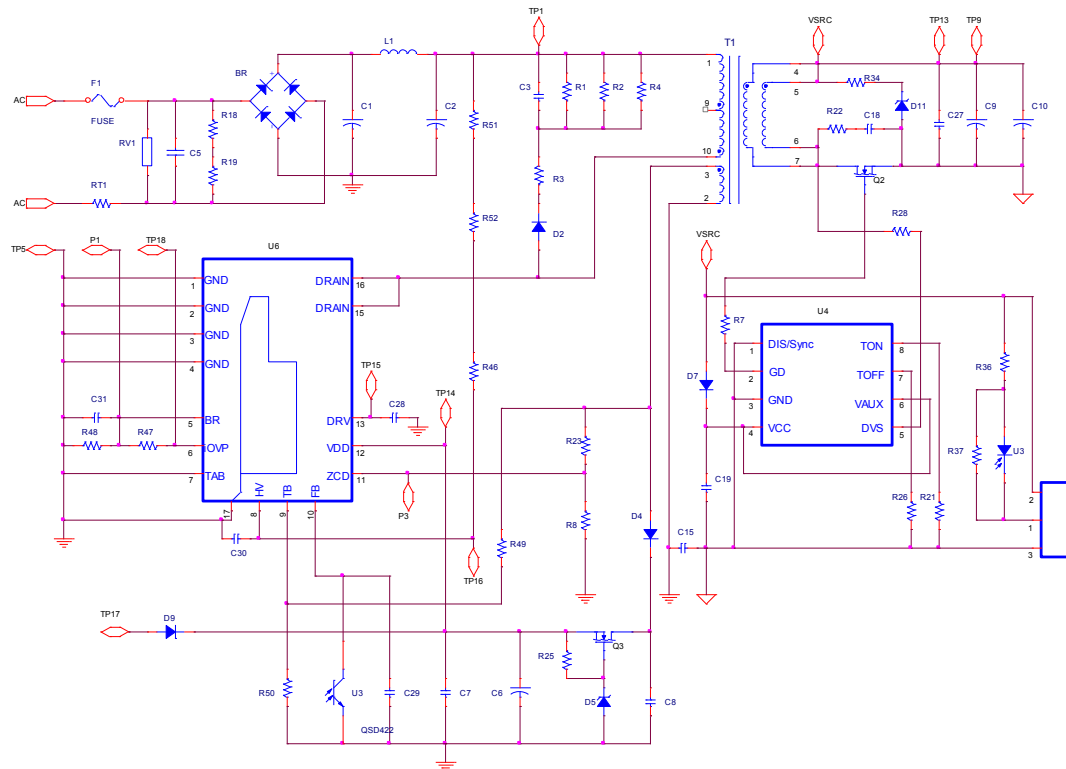 TP1
VSRC
TP13
TP9
L1
T1
F1
FUSE
BR
AC
1
4
5
R34
C3
R1
R2
R4
9
D11
R18
C1
C2
R51
R22
C18
C27
C9
C10
RV1
C5
R19
10
6
3
7
Q2
R3
RT1
AC
2
D2
R52
R28
TP5
P1
TP18
U6
VSRC
GND
1
DRAIN
16
GND
2
DRAIN
15
GND
3
GND
4
U4
R7
DIS/Sync
1
TON
8
R36
R46
TP15
TP14
D7
GD
2
TOFF
7
GND
3
VAUX
6
C31
C28
BR
5
DRV
13
VCC
4
DVS
5
R48
R47
iOVP
6
VDD
12
R23
R37
U3
TAB
7
ZCD
11
C19
HV
TB
FB
17
8
9
10
P3
R8
D4
R26
R21
2
1
3
C30
R49
C15
TP16
TP17
D9
R25
Q3
R50
U3
C29
C7
C6
D5
C8
QSD422